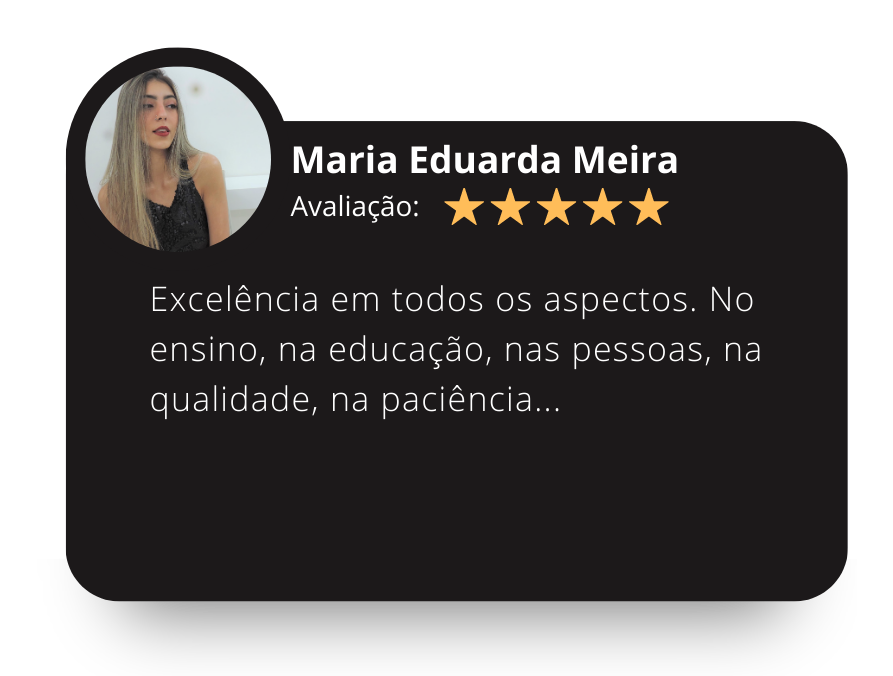 Maria Eduarda Meira
Avaliação:
Excelência em todos os aspectos. No
ensino, na educação, nas pessoas, na
qualidade, na paciência...